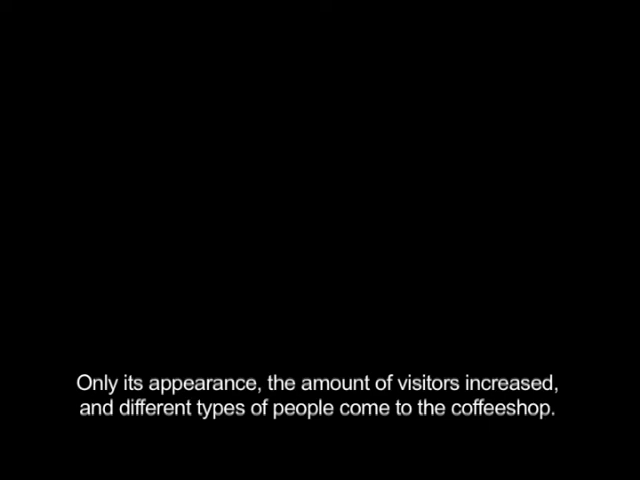 Only its appearance, the amount of visitors increased,
and different types of people come to the coffeeshop.